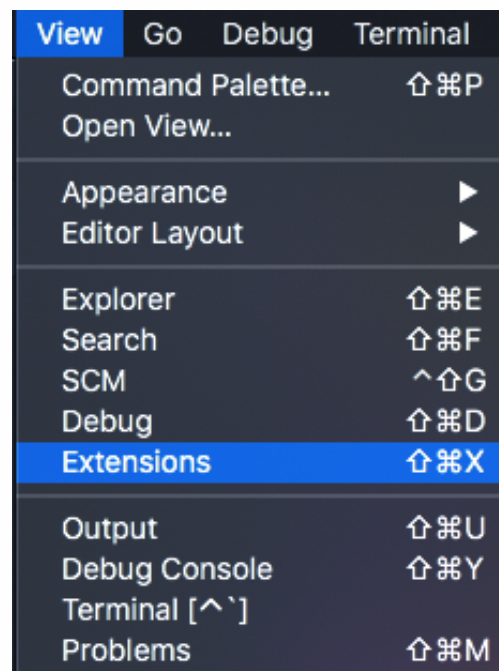 View Go Debug Terminal
Command Palette... ⇧⌘P
Open View...
Appearance ▶
Editor Layout ▶
Explorer ⇧⌘E
Search ⇧⌘F
SCM ^⇧G
Debug ⇧⌘D
Extensions ⇧⌘X
Output ⇧⌘U
Debug Console ⇧⌘Y
Terminal [^`]
Problems ⇧⌘M